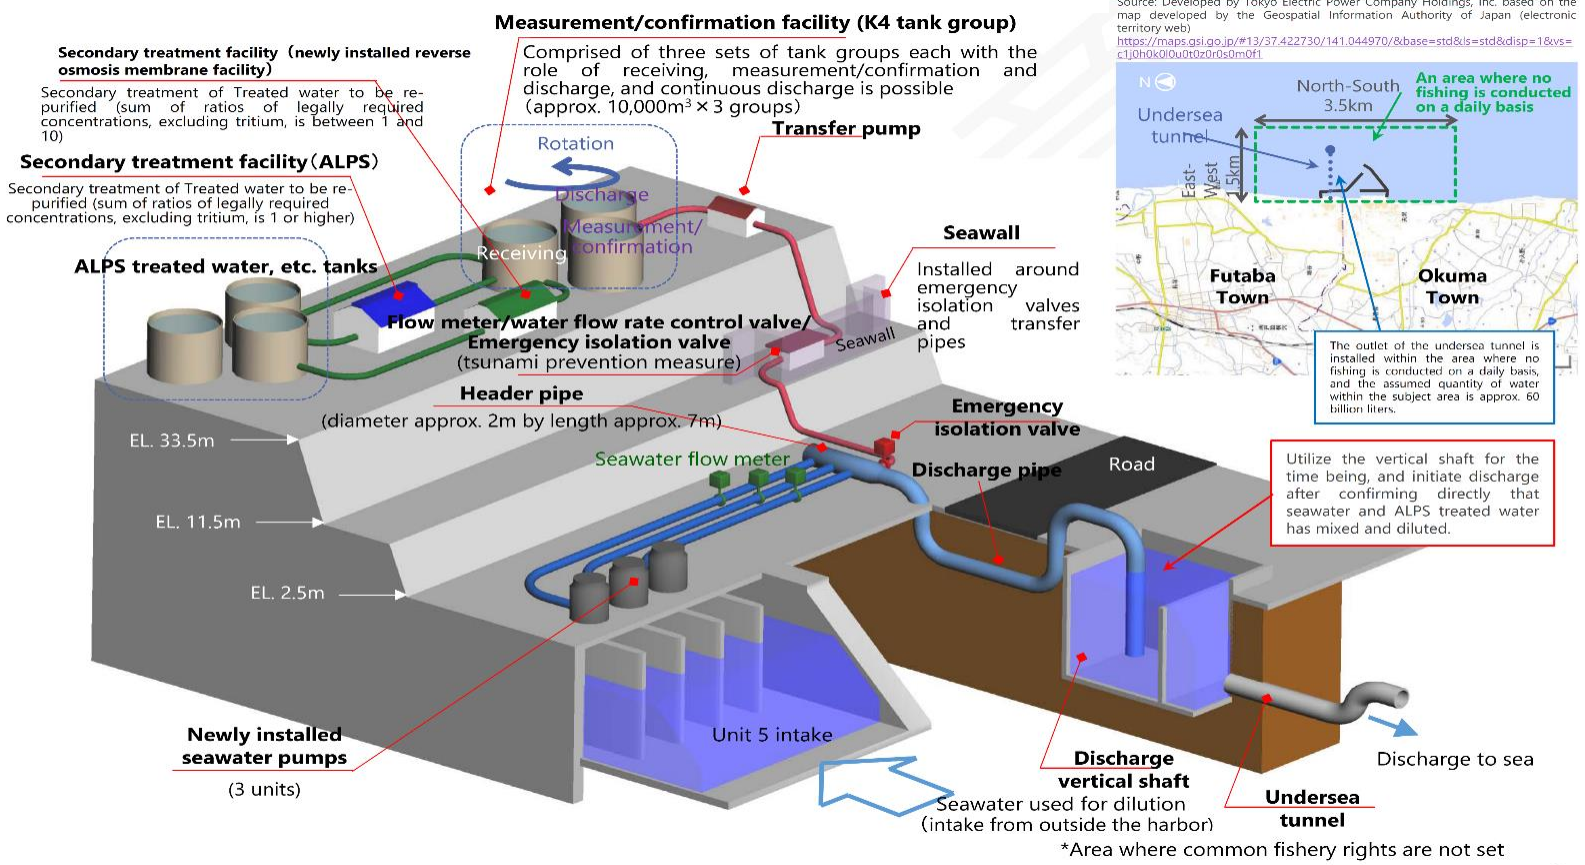 Measurement/confirmation facility (K4 tank group)
Comprised of three sets of tank groups each with the
role of receiving, measurement/confirmation and
discharge, and continuous discharge is possible
(approx. 10,000m³ × 3 groups)
Secondary treatment facility (newly installed reverse
osmosis membrane facility)
Secondary treatment of Treated water to be re-
purified (sum of ratios of legally required
concentrations, excluding tritium, is between 1 and
10)
Secondary treatment facility(ALPS)
Secondary treatment of Treated water to be re-
purified (sum of ratios of legally required
concentrations, excluding tritium, is 1 or higher)
ALPS treated water, etc. tanks
Rotation
Discharge
Measurement/
confirmation
Receiving
Transfer pump
Seawall
Installed around
emergency
isolation valves
and transfer
pipes
Seawall
Flow meter/water flow rate control valve/
Emergency isolation valve
(tsunami prevention measure)
Header pipe
(diameter approx. 2m by length approx. 7m)
Seawater flow meter
Emergency
isolation valve
Discharge pipe
Road
EL. 33.5m
EL. 11.5m
EL. 2.5m
Newly installed
seawater pumps
(3 units)
Unit 5 intake
Seawater used for dilution
(intake from outside the harbor)
Discharge
vertical shaft
Undersea
tunnel
Discharge to sea
*Area where common fishery rights are not set
Source: Developed by Tokyo Electric Power Company Holdings, Inc. based on the
map developed by the Geospatial Information Authority of Japan (electronic
territory web)
https://maps.gsi.go.jp/#13/37.422730/141.044970/&base=std&ls=std&disp=1&vs=
c1j0h0k0l0u0t0z0r0s0m0f1
N
North-South
3.5km
An area where no
fishing is conducted
on a daily basis
Undersea
tunnel
East-
West
1.5km
Futaba
Town
Okuma
Town
The outlet of the undersea tunnel is
installed within the area where no
fishing is conducted on a daily basis,
and the assumed quantity of water
within the subject area is approx. 60
billion liters.
Utilize the vertical shaft for the
time being, and initiate discharge
after confirming directly that
seawater and ALPS treated water
has mixed and diluted.